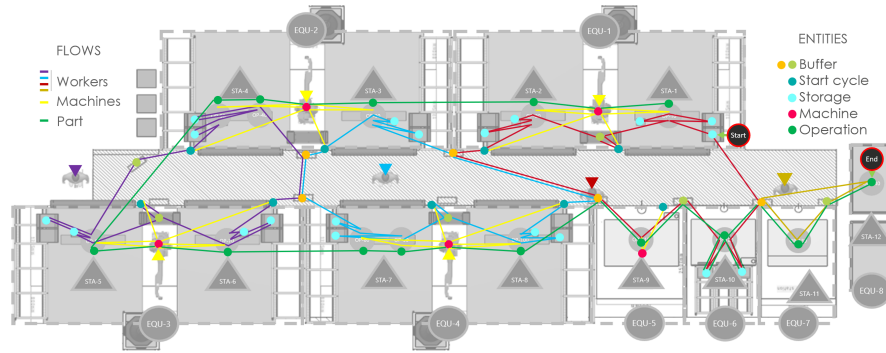 EQU-2
EQU-1
FLOWS
Workers
Machines
Part
ENTITIES
Buffer
Start cycle
Storage
Machine
Operation
STA-4
STA-3
STA-2
STA-1
Start
End
STA-12
STA-5
STA-6
STA-7
STA-8
STA-9
STA-10
STA-11
EQU-8
EQU-3
EQU-4
EQU-5
EQU-6
EQU-7